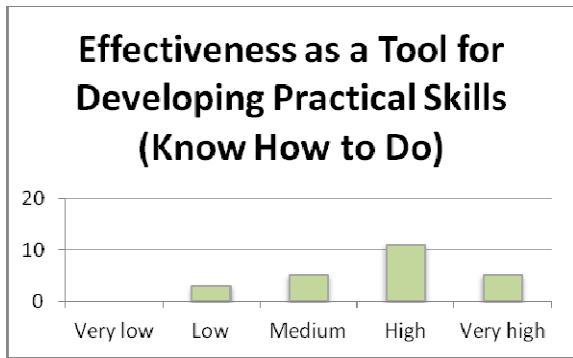 Effectiveness as a Tool for
Developing Practical Skills
(Know How to Do)
20
10
0
Very low Low Medium High Very high